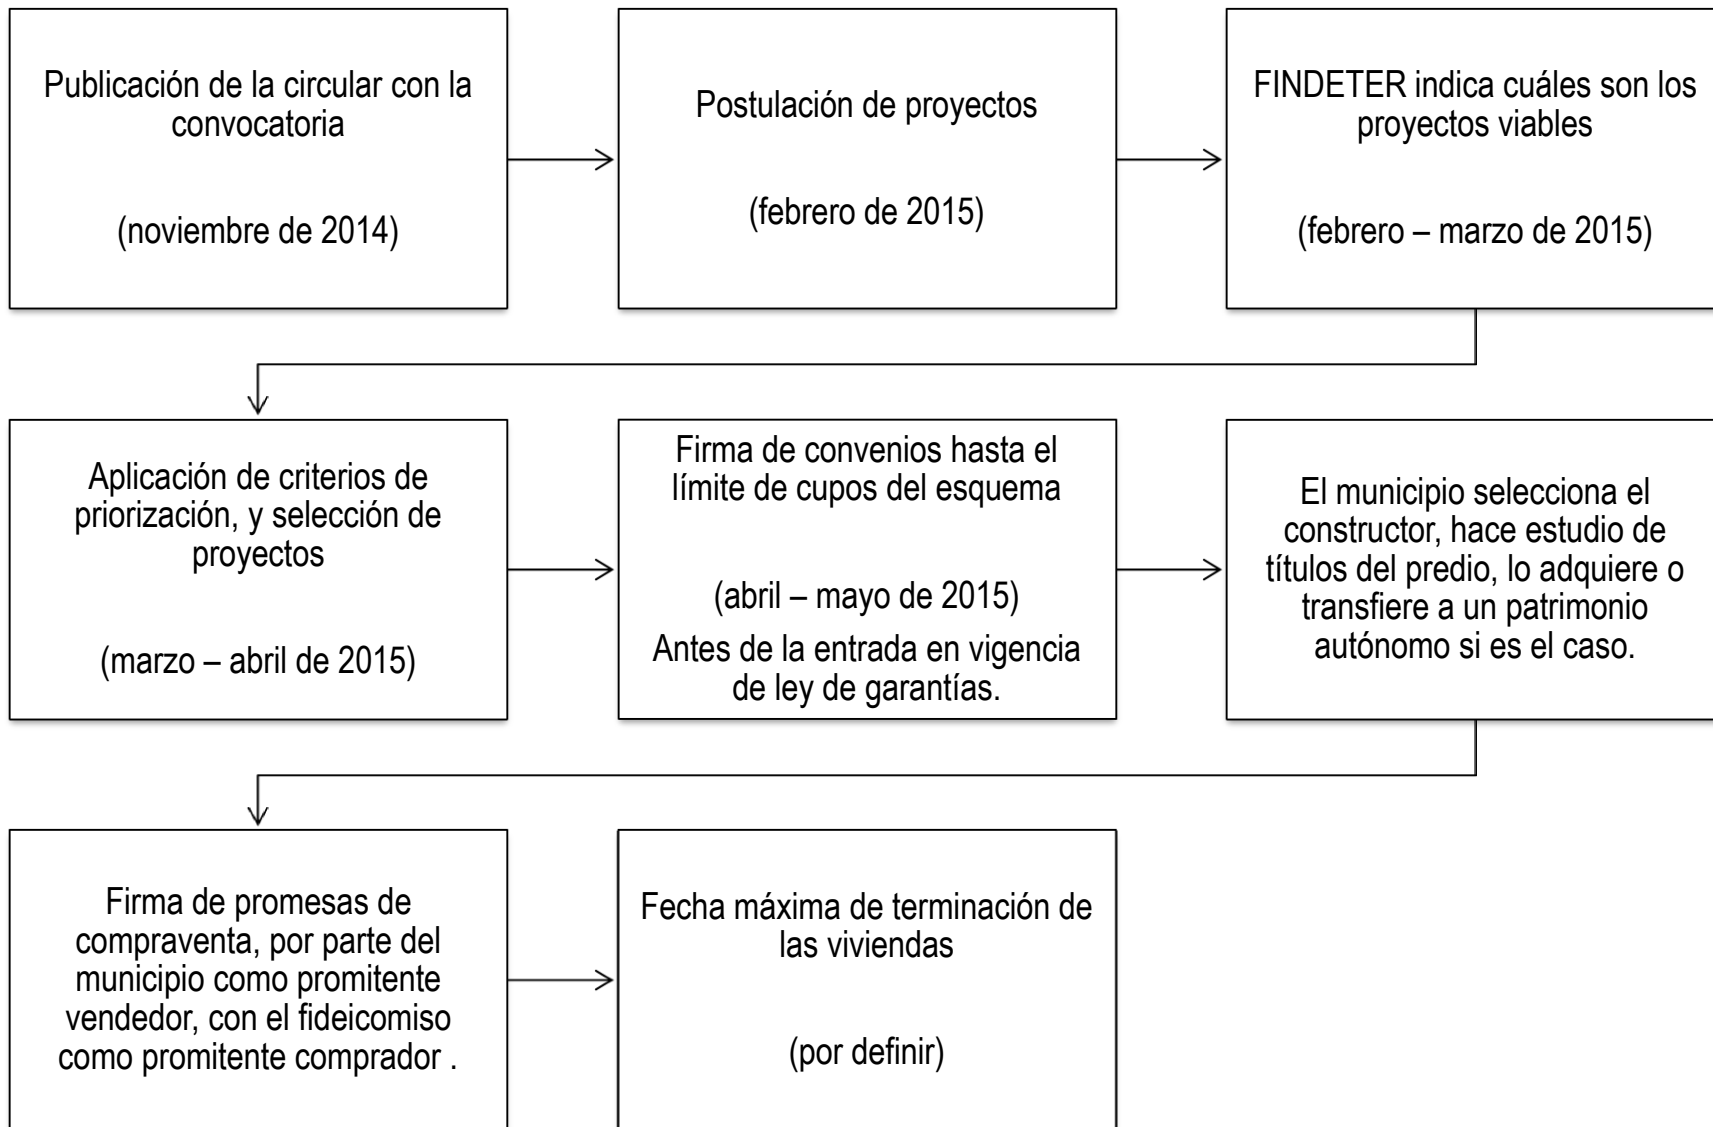 Publicación de la circular con la
convocatoria
(noviembre de 2014)
Postulación de proyectos
(febrero de 2015)
FINDETER indica cuáles son los
proyectos viables
(febrero – marzo de 2015)
Aplicación de criterios de
priorización, y selección de
proyectos
(marzo – abril de 2015)
Firma de convenios hasta el
límite de cupos del esquema
(abril – mayo de 2015)
Antes de la entrada en vigencia
de ley de garantías.
El municipio selecciona el
constructor, hace estudio de
títulos del predio, lo adquiere o
transfiere a un patrimonio
autónomo si es el caso.
Firma de promesas de
compraventa, por parte del
municipio como promitente
vendedor, con el fideicomiso
como promitente comprador .
Fecha máxima de terminación de
las viviendas
(por definir)